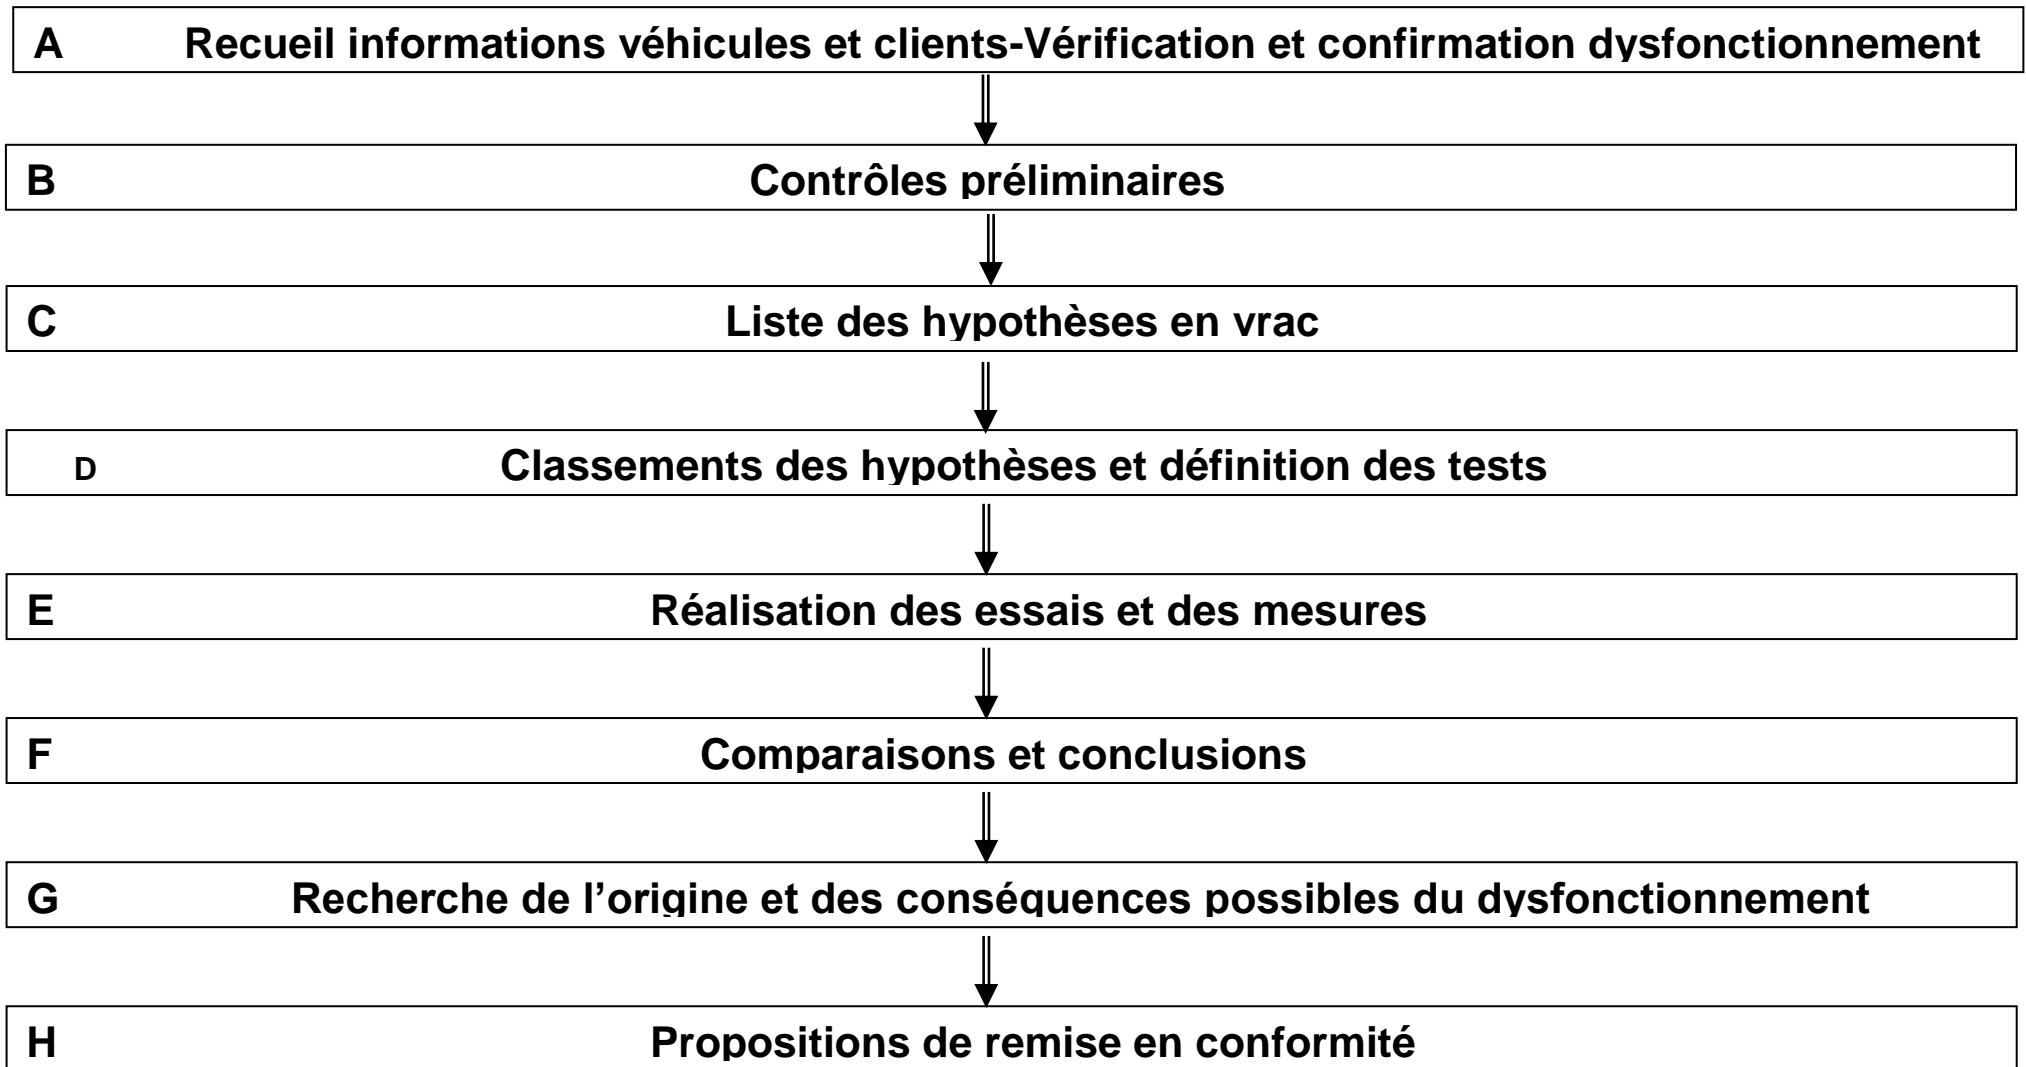 A Recueil informations véhicules et clients-Vérification et confirmation dysfonctionnement
B Contrôles préliminaires
C Liste des hypothèses en vrac
D Classements des hypothèses et définition des tests
E Réalisation des essais et des mesures
F Comparaisons et conclusions
G Recherche de l’origine et des conséquences possibles du dysfonctionnement
H Propositions de remise en conformité